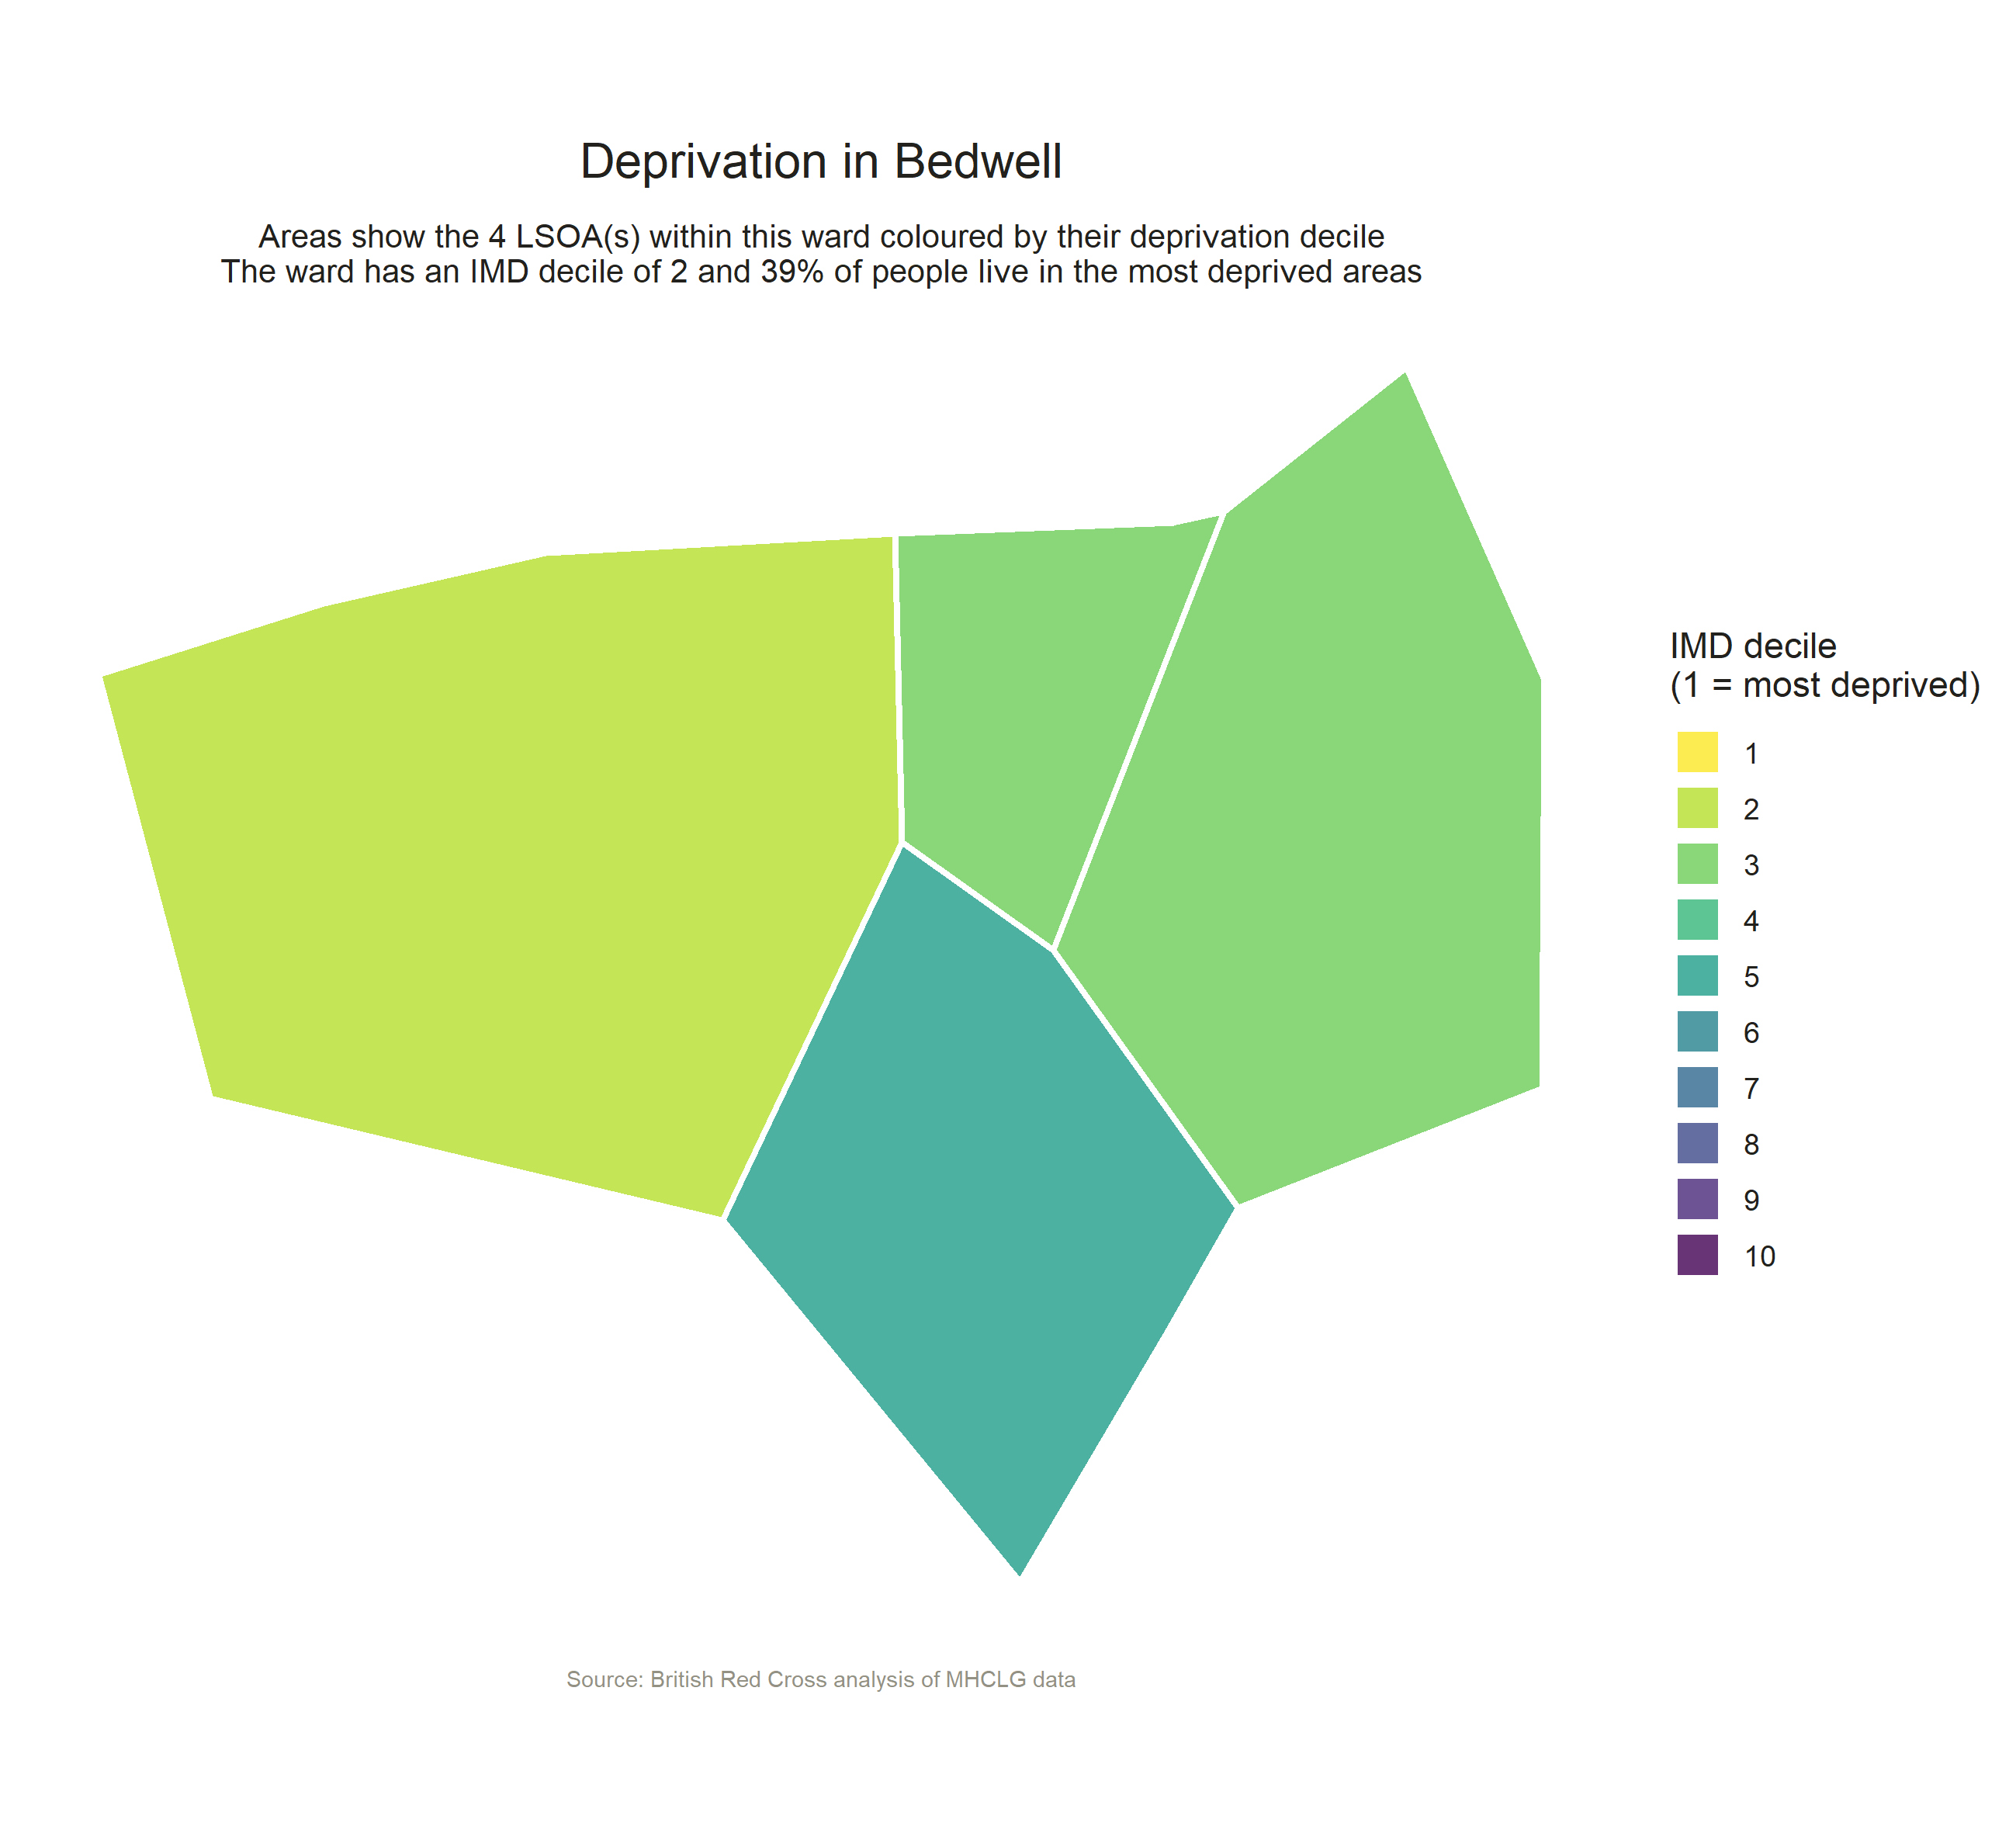 Deprivation in Bedwell
Areas show the 4 LSOA(s) within this ward coloured by their deprivation decile
The ward has an IMD decile of 2 and 39% of people live in the most deprived areas
IMD decile
(1 = most deprived)
1
2
3
4
5
6
7
8
9
10
Source: British Red Cross analysis of MHCLG data